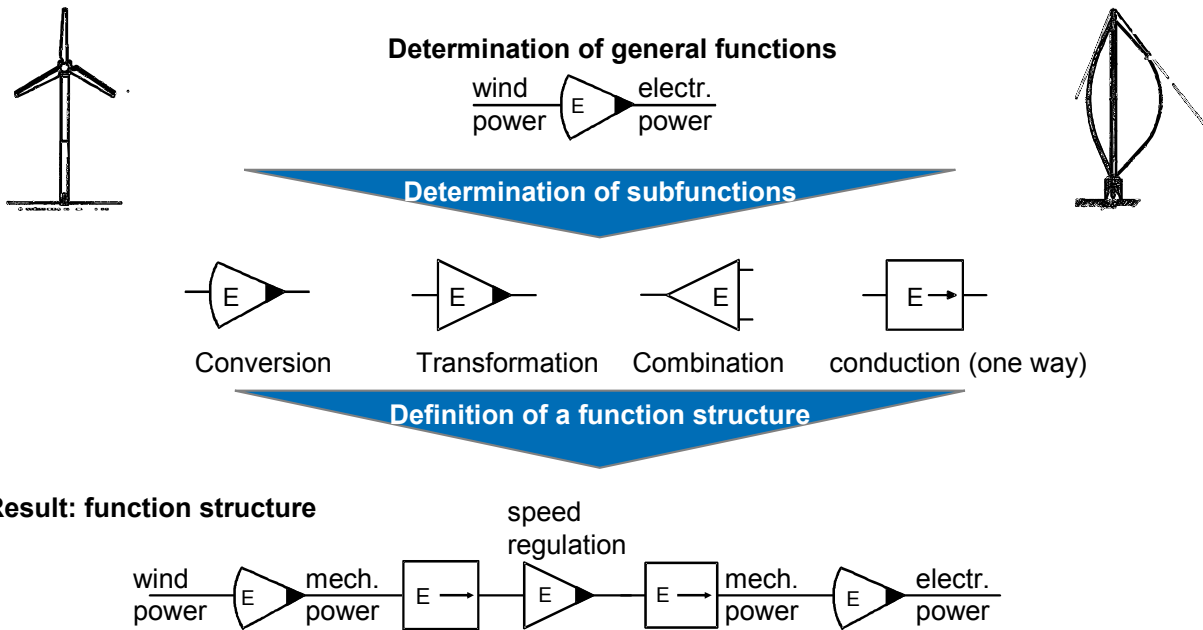 Determination of general functions
wind electr.
E
power power
Determination of subfunctions
E E E E
Conversion Transformation Combination conduction (one way)
Definition of a function structure
Result: function structure
speed
regulation
wind mech. mech. electr.
E E E E E
power power power power